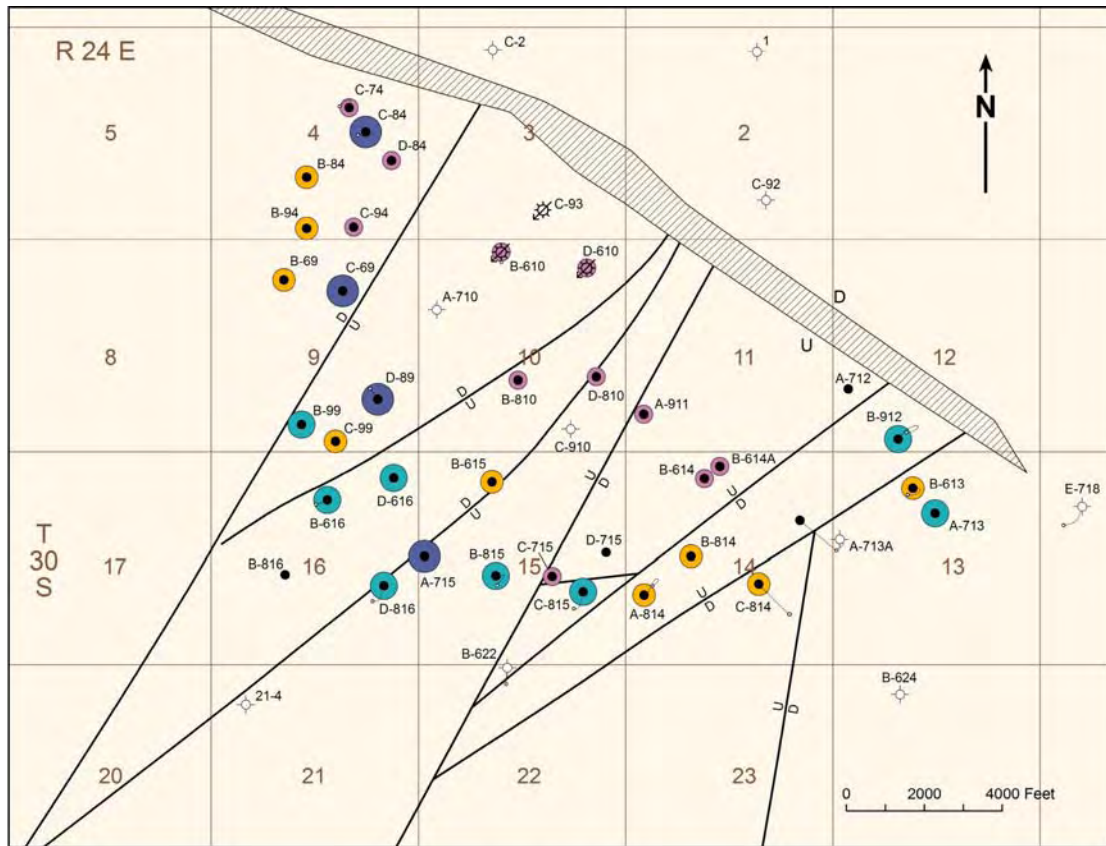 R 24 E
C-2
1
N
C-74
C-84
5
4
3
2
D-84
B-84
C-92
C-93
B-94
C-94
B-610
D-610
B-69
C-69
A-710
D
U
D
U
8
9
10
11
12
D-89
D
U
B-810
D-810
A-712
A-911
B-99
C-99
C-910
B-912
B-615
B-614
B-614A
U
D
D-616
B-613
E-718
B-616
D
U
U
D
A-713
T
30
S
17
B-816
16
A-715
B-815
C-715
15
D-715
B-814
14
A-713A
13
D-816
C-815
A-814
U
D
C-814
B-622
21-4
B-624
U
D
20
21
22
23
0 2000 4000 Feet